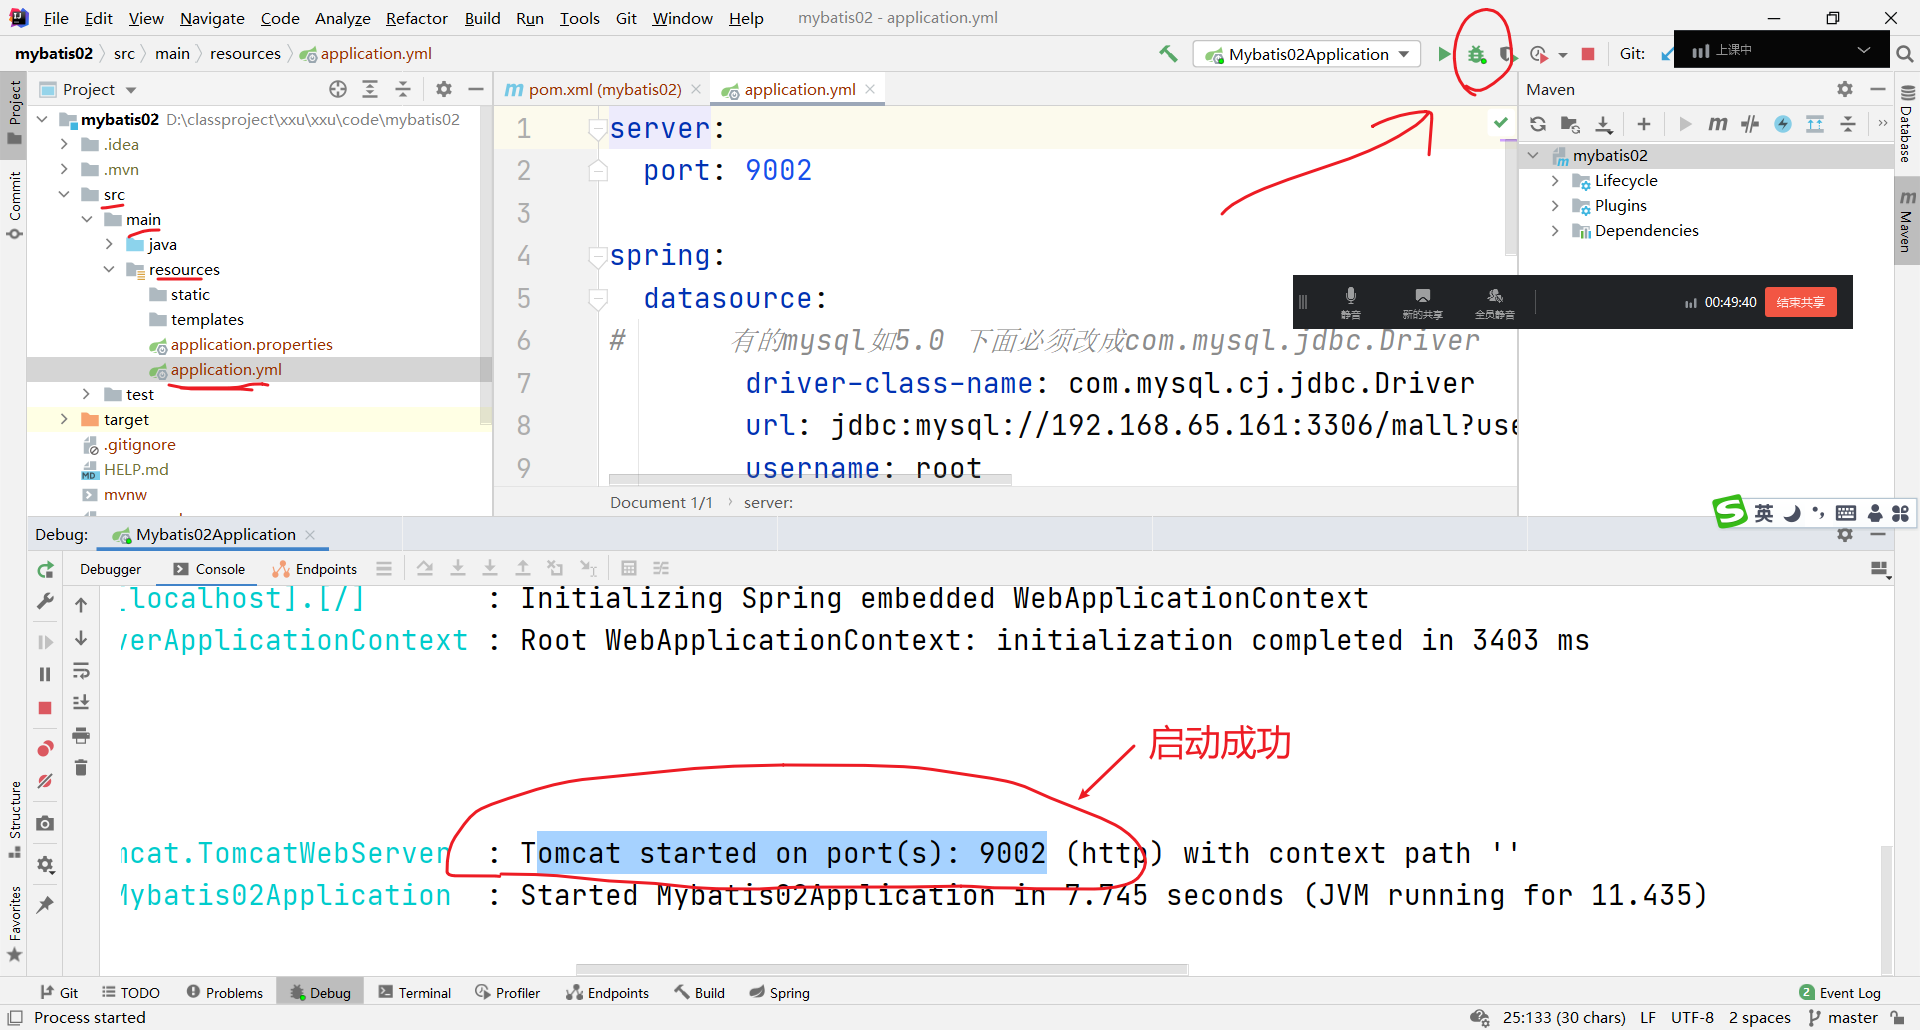 File Edit View Navigate Code Analyze Refactor Build Run Tools Git Window Help mybatis02 - application.yml
mybatis02 src main resources application.yml
Mybatis02Application
Git:
上课中
Project
pom.xml (mybatis02)
application.yml
Maven
Project
Commit
Structure
Favorites
Database
Maven
mybatis02 D:\classproject\xxu\xxu\code\mybatis02
.idea
.mvn
src
main
java
resources
static
templates
application.properties
application.yml
test
target
.gitignore
HELP.md
mvnw
1 server:
2 port: 9002
3
4 spring:
5 datasource:
6 # 有的mysql如5.0 下面必须改成com.mysql.jdbc.Driver
7 driver-class-name: com.mysql.cj.jdbc.Driver
8 url: jdbc:mysql://192.168.65.161:3306/mall?use
9 username: root
Document 1/1 server:
mybatis02
Lifecycle
Plugins
Dependencies
静音
新的共享
全员静音
00:49:40
结束共享
英
Debug: Mybatis02Application
Debugger Console Endpoints
[localhost].[/] : Initializing Spring embedded WebApplicationContext
verApplicationContext : Root WebApplicationContext: initialization completed in 3403 ms
启动成功
mcat.TomcatWebServer : Tomcat started on port(s): 9002 (http) with context path ''
Mybatis02Application : Started Mybatis02Application in 7.745 seconds (JVM running for 11.435)
Git TODO Problems Debug Terminal Profiler Endpoints Build Spring
2 Event Log
Process started
25:133 (30 chars) LF UTF-8 2 spaces master